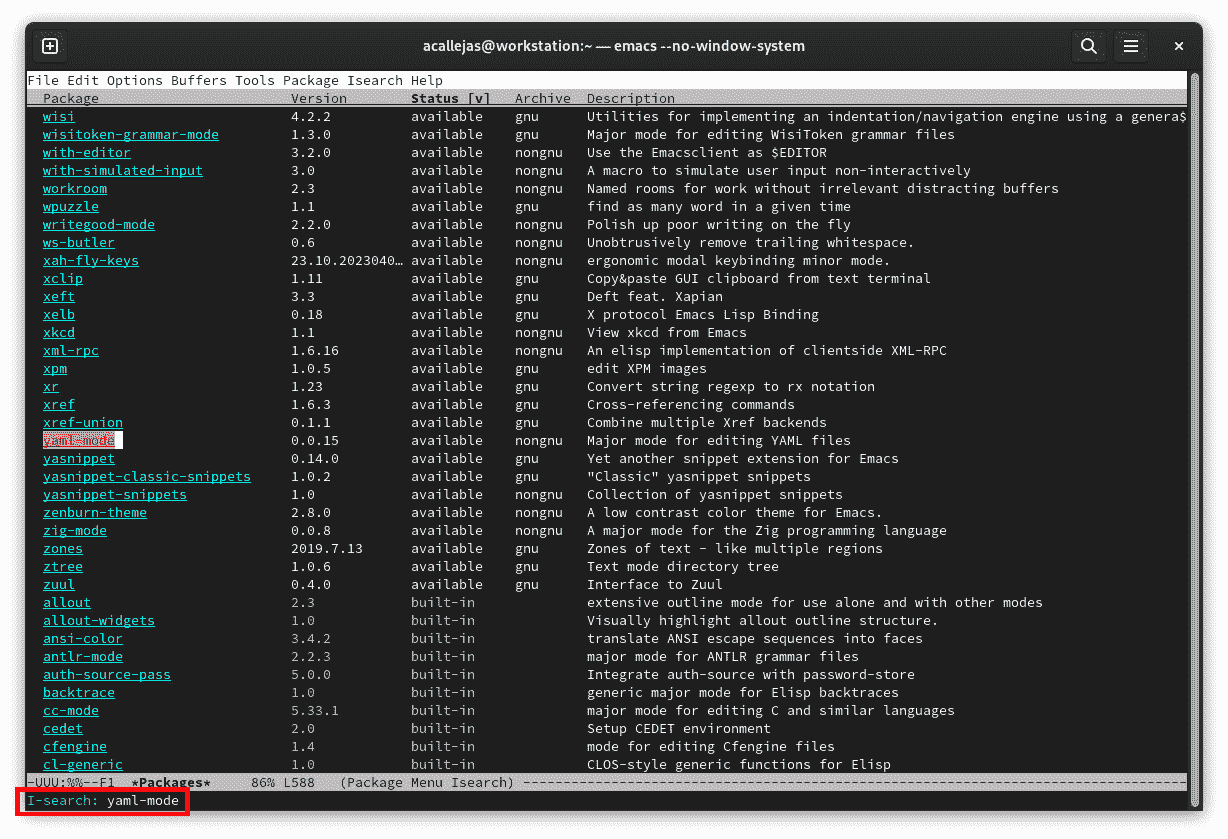 acallejas@workstation:~ — emacs --no-window-system
File Edit Options Buffers Tools Package Isearch Help
Package Version Status [v] Archive Description
wisi 4.2.2 available gnu Utilities for implementing an indentation/navigation engine using a genera$
wisitoken-grammar-mode 1.3.0 available gnu Major mode for editing WisiToken grammar files
with-editor 3.2.0 available nongnu Use the Emacsclient as $EDITOR
with-simulated-input 3.0 available nongnu A macro to simulate user input non-interactively
workroom 2.3 available nongnu Named rooms for work without irrelevant distracting buffers
wpuzzle 1.1 available gnu find as many word in a given time
writegood-mode 2.2.0 available nongnu Polish up poor writing on the fly
ws-butler 0.6 available nongnu Unobtrusively remove trailing whitespace.
xah-fly-keys 23.10.2023040… available nongnu ergonomic modal keybinding minor mode.
xclip 1.11 available gnu Copy&paste GUI clipboard from text terminal
xeft 3.3 available gnu Deft feat. Xapian
xelb 0.18 available gnu X protocol Emacs Lisp Binding
xkcd 1.1 available nongnu View xkcd from Emacs
xml-rpc 1.6.16 available nongnu An elisp implementation of clientside XML-RPC
xpm 1.0.5 available gnu edit XPM images
xr 1.23 available gnu Convert string regexp to rx notation
xref 1.6.3 available gnu Cross-referencing commands
xref-union 0.1.1 available gnu Combine multiple Xref backends
yaml-mode 0.0.15 available nongnu Major mode for editing YAML files
yasnippet 0.14.0 available gnu Yet another snippet extension for Emacs
yasnippet-classic-snippets 1.0.2 available gnu "Classic" yasnippet snippets
yasnippet-snippets 1.0 available nongnu Collection of yasnippet snippets
zenburn-theme 2.8.0 available nongnu A low contrast color theme for Emacs.
zig-mode 0.0.8 available nongnu A major mode for the Zig programming language
zones 2019.7.13 available gnu Zones of text - like multiple regions
ztree 1.0.6 available gnu Text mode directory tree
zuul 0.4.0 available gnu Interface to Zuul
allout 2.3 built-in extensive outline mode for use alone and with other modes
allout-widgets 1.0 built-in Visually highlight allout outline structure.
ansi-color 3.4.2 built-in translate ANSI escape sequences into faces
antlr-mode 2.2.3 built-in major mode for ANTLR grammar files
auth-source-pass 5.0.0 built-in Integrate auth-source with password-store
backtrace 1.0 built-in generic major mode for Elisp backtraces
cc-mode 5.33.1 built-in major mode for editing C and similar languages
cedet 2.0 built-in Setup CEDET environment
cfengine 1.4 built-in mode for editing Cfengine files
cl-generic 1.0 built-in CLOS-style generic functions for Elisp
-UUU:%%--F1 *Packages* 86% L588 (Package Menu Isearch) ----------
I-search: yaml-mode